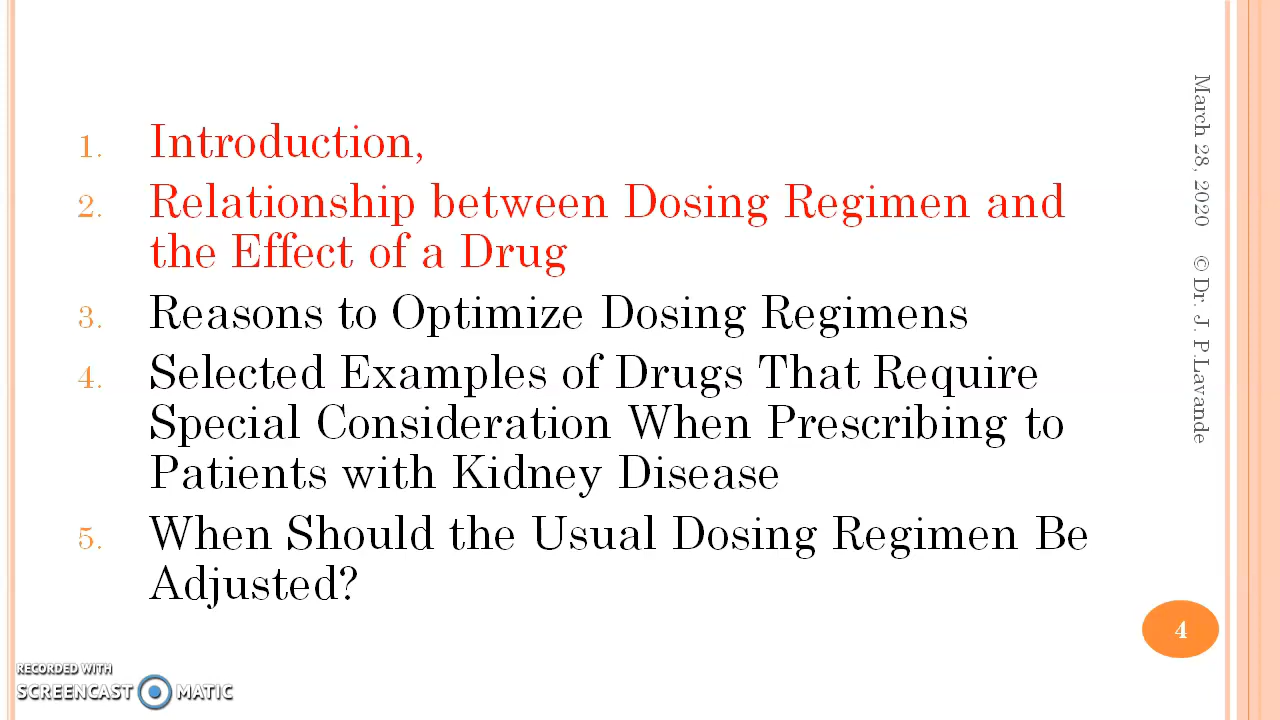 1. Introduction,
2. Relationship between Dosing Regimen and
the Effect of a Drug
3. Reasons to Optimize Dosing Regimens
4. Selected Examples of Drugs That Require
Special Consideration When Prescribing to
Patients with Kidney Disease
5. When Should the Usual Dosing Regimen Be
Adjusted?
March 28, 2020 © Dr. J. P.Lavande
4
RECORDED WITH
SCREENCAST MATIC